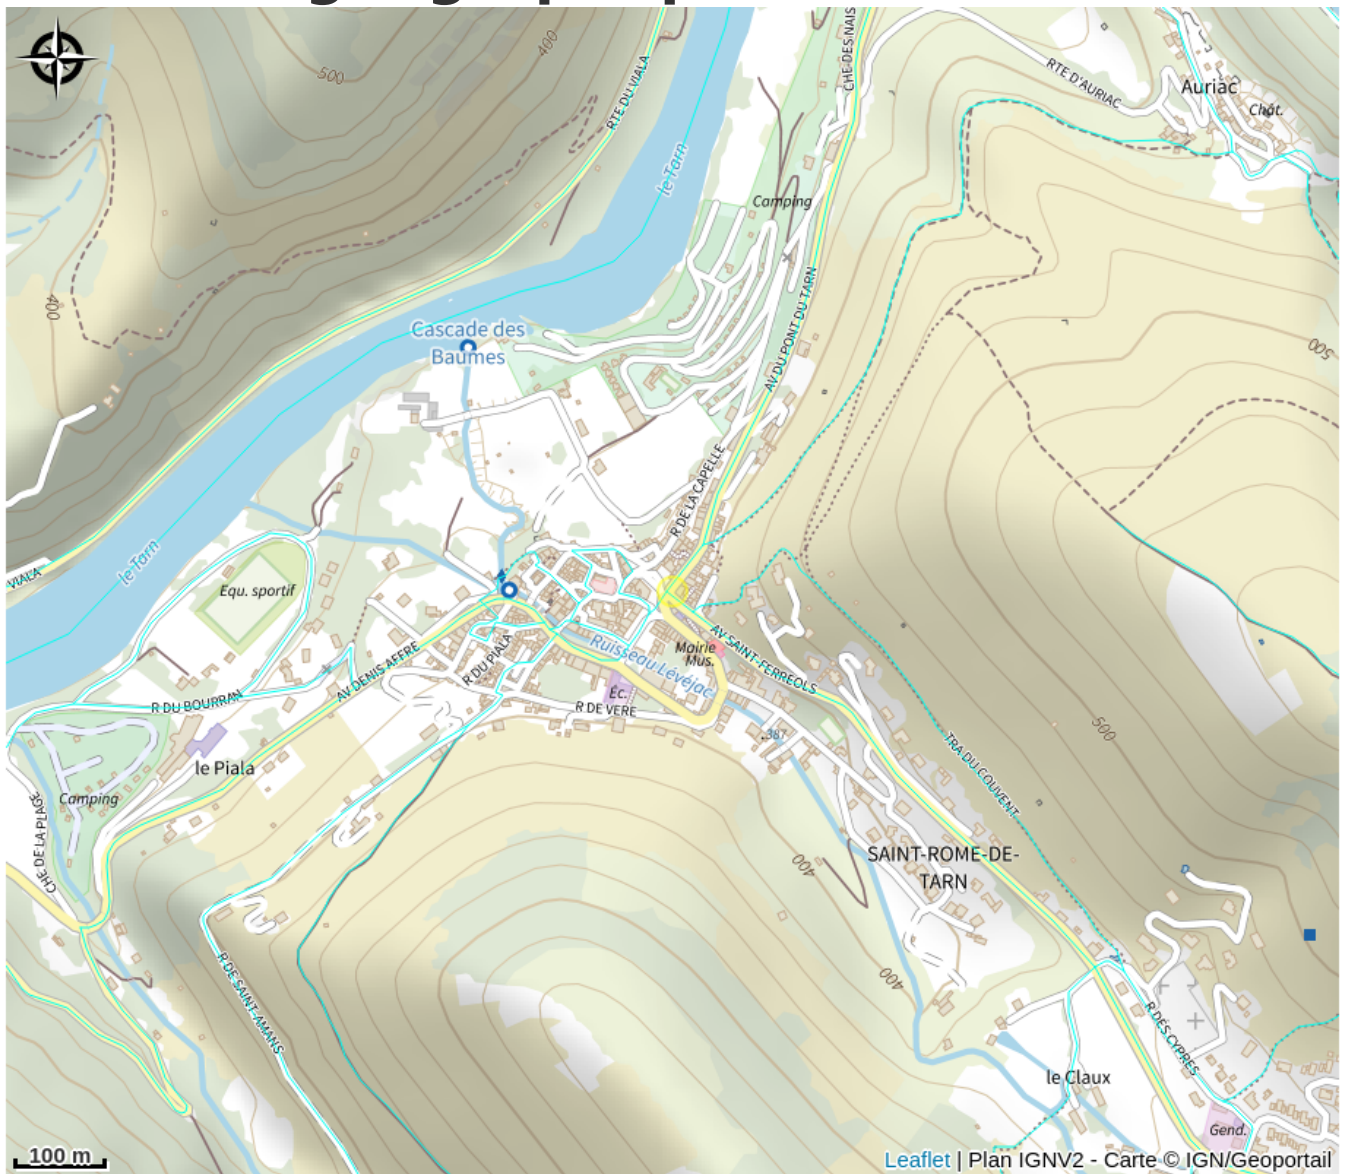 400
500
RTE DU VIALA
CHE DES NAIS
RTE D'AURIAC
Auriac
Chât.
le Tarn
Camping
400
AV DU PONT DU TARN
Cascade des
Baumes
500
R DE LA CAPELLE
le Tarn
VIALA
Equ. sportif
Ruisseau Lévéjac
Mairie
Mus.
AV SAINT-FERREOLS
R DU PIALA
AV DENIS AFFRE
Éc.
R DE VERE
R DU BOURRAN
387
500
TRA DU COUVENT
le Piala
Camping
CHE DE LA PLAGE
SAINT-ROME-DE-
TARN
400
400
R DE SAINT-AMANS
R DES CYPRES
le Claux
Gend.
100 m
Leaflet | Plan IGNV2 - Carte © IGN/Geoportail